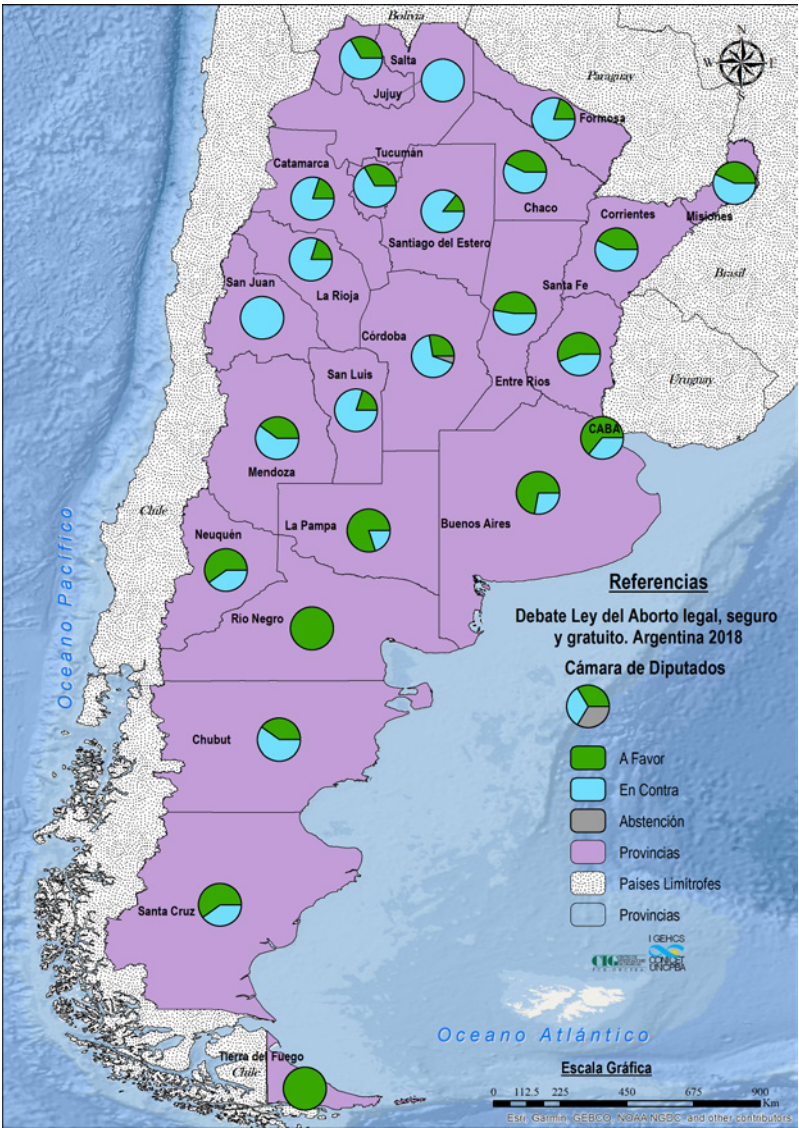 Bolivia
N
W
E
S
Salta
Paraguay
Jujuy
Formosa
Tucumán
Catamarca
Chaco
Corrientes
Misiones
Santiago del Estero
Brasil
San Juan
La Rioja
Santa Fe
Córdoba
San Luis
Entre Rios
Uruguay
CABA
Mendoza
Chile
La Pampa
Buenos Aires
Neuquén
Oceano Pacífico
Rio Negro
Chubut
Santa Cruz
Tierra del Fuego
Chile
Oceano Atlántico
Referencias
Debate Ley del Aborto legal, seguro
y gratuito. Argentina 2018
Cámara de Diputados
A Favor
En Contra
Abstención
Provincias
Países Limítrofes
Provincias
I GEHCS
CIG
CONICET
UNCPBA
Escala Gráfica
0 112.5 225 450 675 900
Km
Esri, Garmin, GEBCO, NOAA NGDC, and other contributors